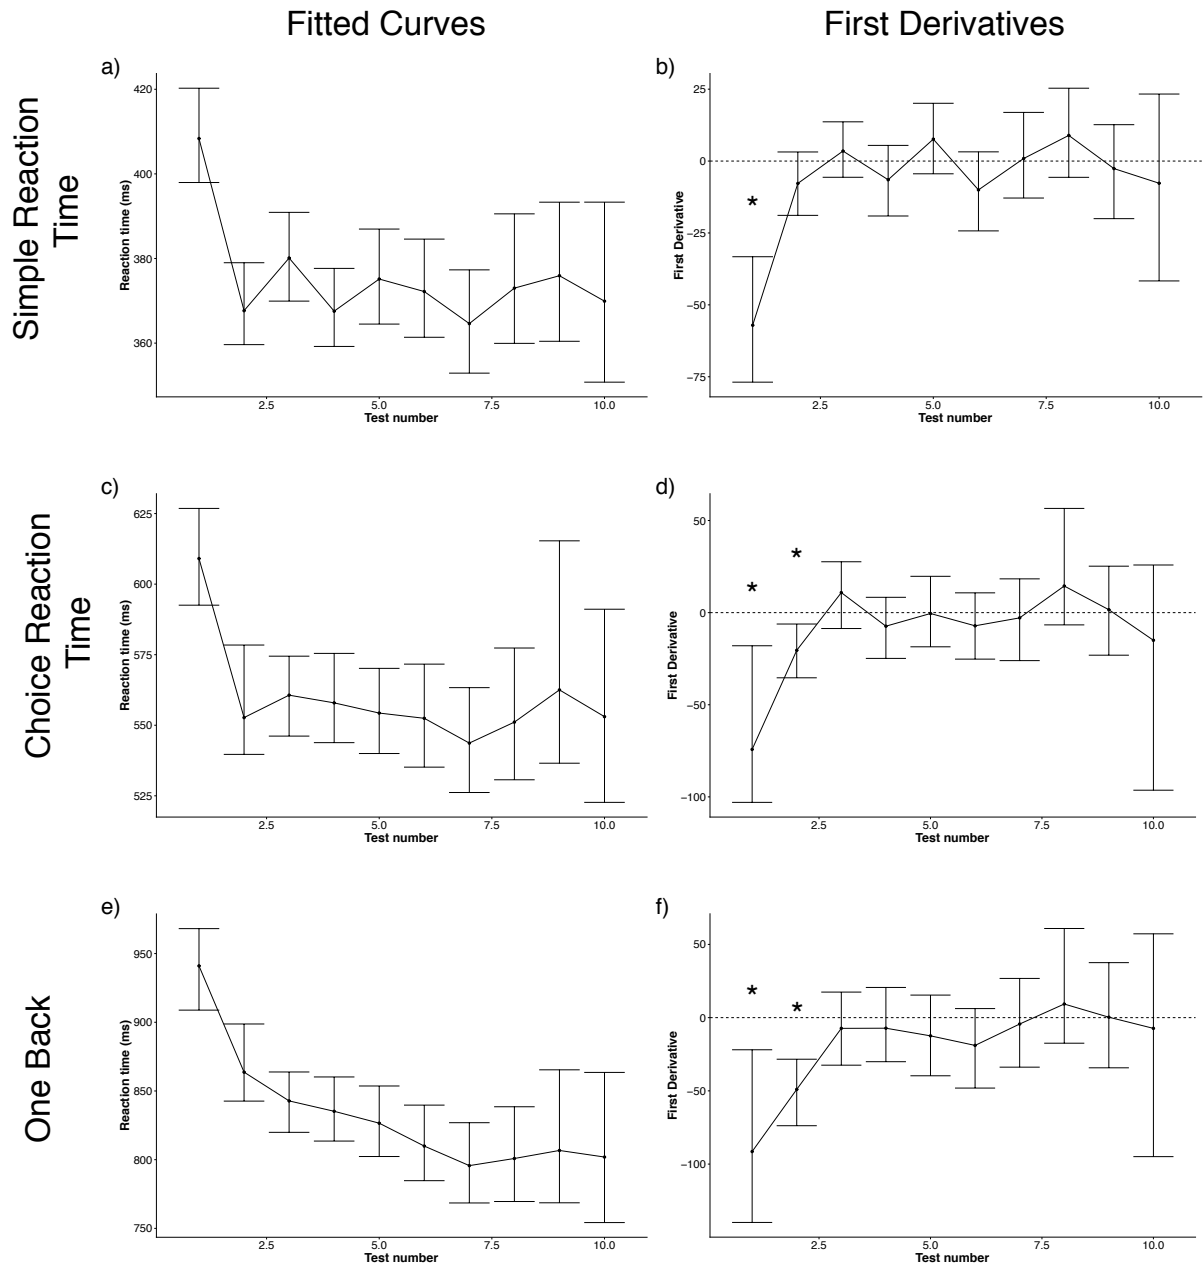 Fitted Curves
First Derivatives
Simple Reaction
Time
a)
Reaction time (ms)
420
400
380
360
2.5
5.0
7.5
10.0
Test number
b)
First Derivative
25
0
−25
−50
−75
*
2.5
5.0
7.5
10.0
Test number
Choice Reaction
Time
c)
Reaction time (ms)
625
600
575
550
525
2.5
5.0
7.5
10.0
Test number
d)
First Derivative
50
0
−50
−100
*
*
2.5
5.0
7.5
10.0
Test number
One Back
e)
Reaction time (ms)
950
900
850
800
750
2.5
5.0
7.5
10.0
Test number
f)
First Derivative
50
0
−50
−100
*
*
2.5
5.0
7.5
10.0
Test number